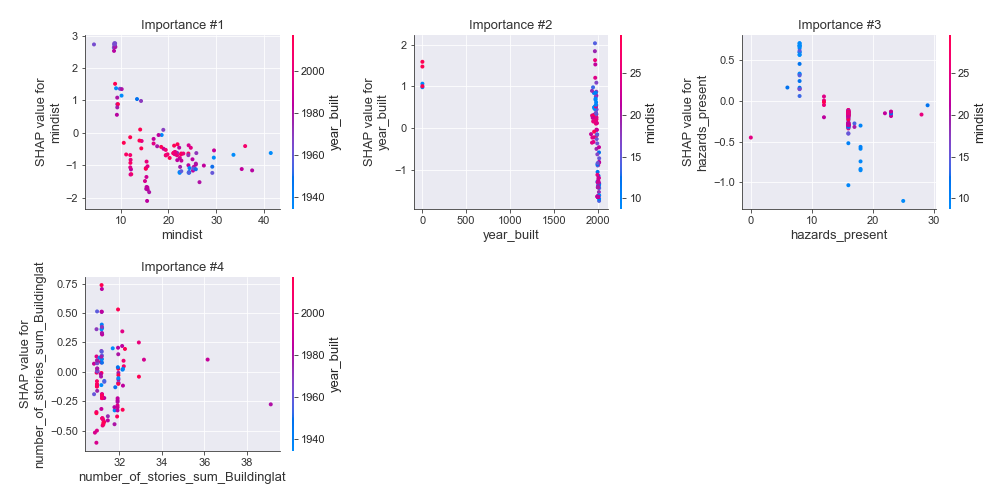 Importance #1
3
2
1
0
−1
−2
SHAP value for
mindist
10
20
30
40
mindist
2000
1980
1960
1940
year_built
Importance #2
2
1
0
−1
SHAP value for
year_built
0
500
1000
1500
2000
year_built
25
20
15
10
mindist
Importance #3
0.5
0.0
−0.5
−1.0
SHAP value for
hazards_present
0
10
20
30
hazards_present
25
20
15
10
mindist
Importance #4
0.75
0.50
0.25
0.00
−0.25
−0.50
SHAP value for
number_of_stories_sum_Buildinglat
32
34
36
38
number_of_stories_sum_Buildinglat
2000
1980
1960
1940
year_built